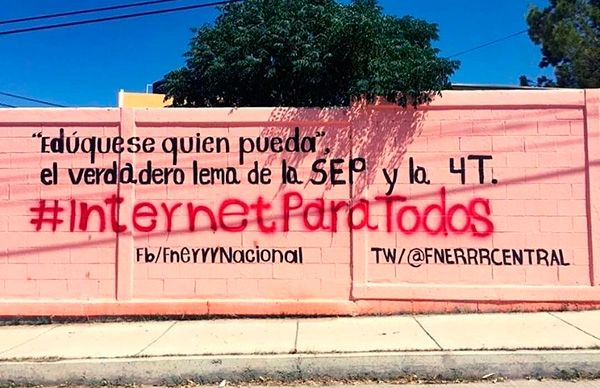 "Edúquese quien pueda",
el verdadero lema de la SEP y la 4T.
#InternetParaTodos
Fb/FnerrrNacional
TW/@FNERRRCENTRAL